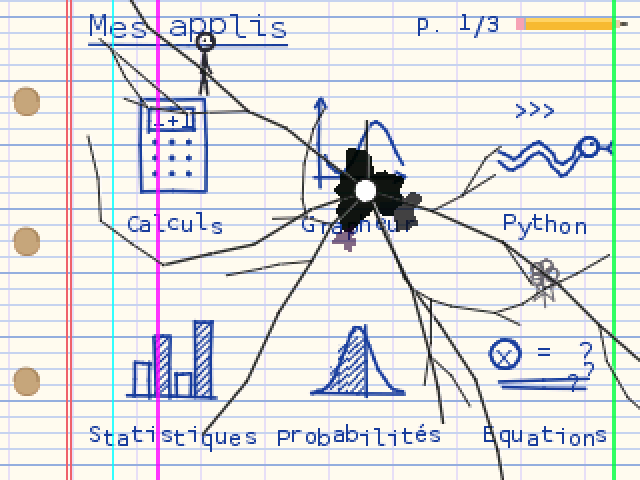 Mes applis
p. 1/3
>>>
Calculs
Python
x = ?
?
Statistiques
Probabilités
Equations